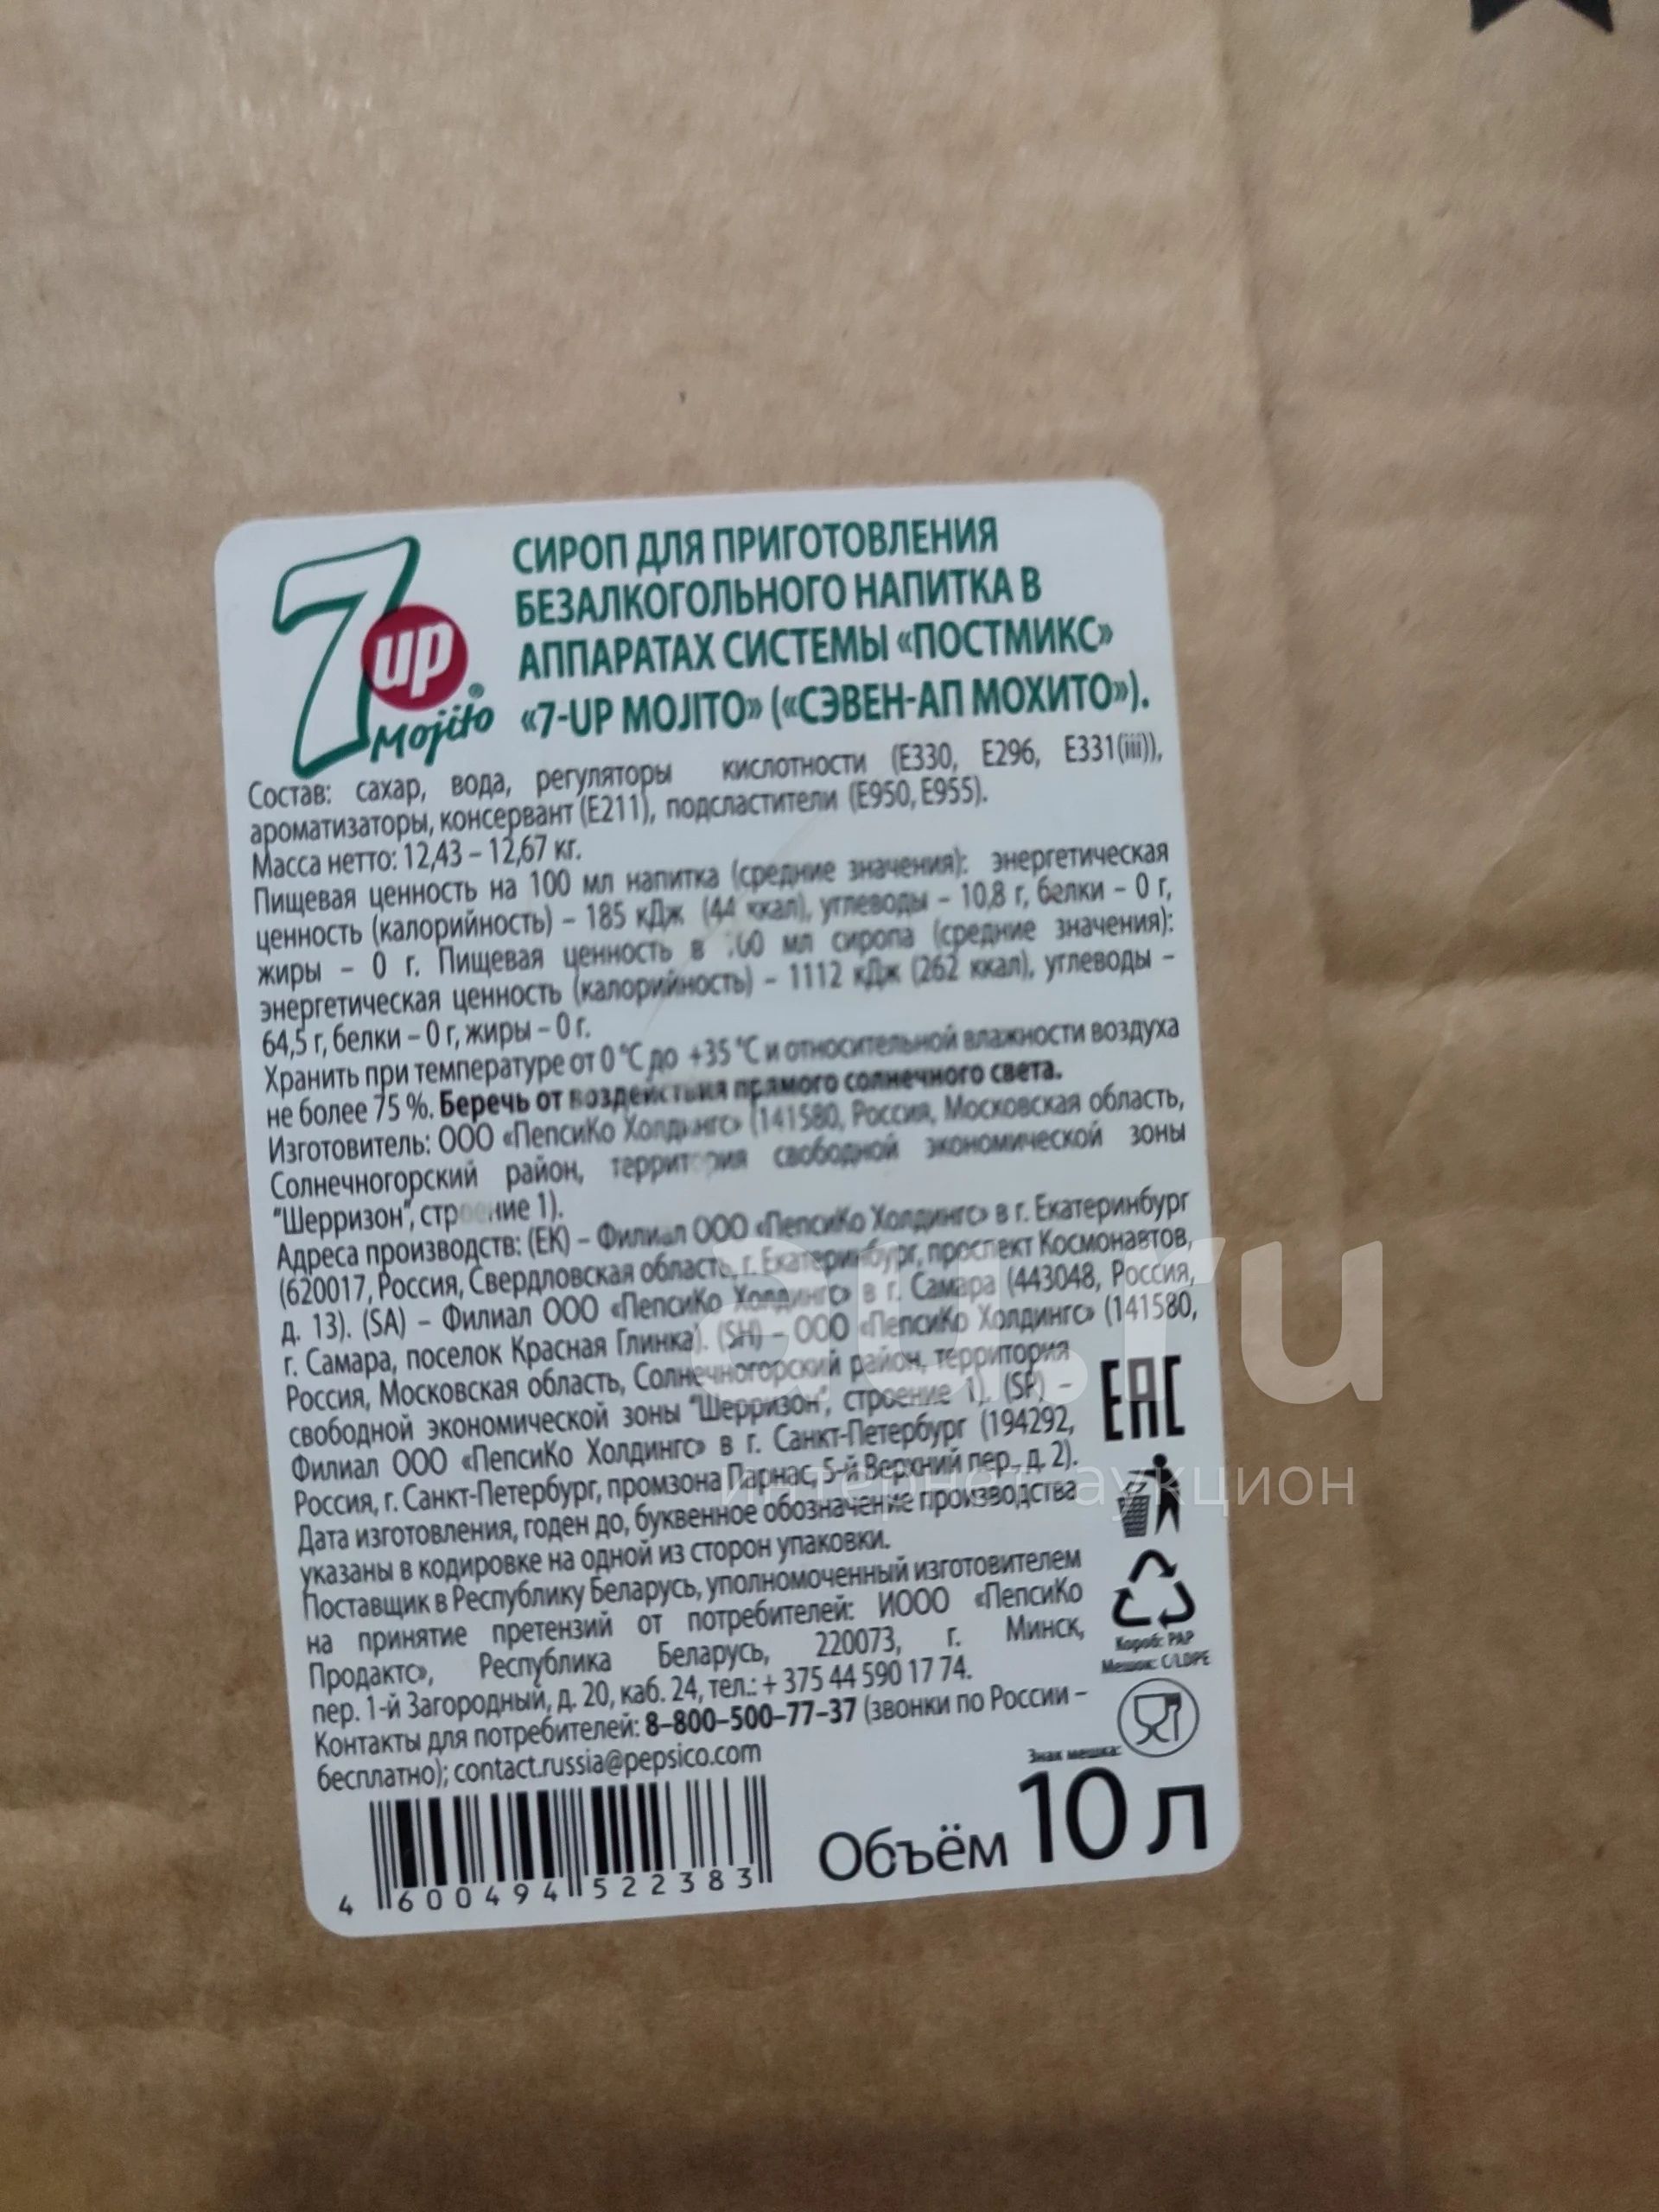 7up
Mojito
СИРОП ДЛЯ ПРИГОТОВЛЕНИЯ
БЕЗАЛКОГОЛЬНОГО НАПИТКА В
АППАРАТАХ СИСТЕМЫ «ПОСТМИКС»
«7-UP MOJITO» («СЭВЕН-АП МОХИТО»).
Состав: сахар, вода, регуляторы кислотности (Е330, Е296, Е331(iii)),
ароматизаторы, консервант (Е211), подсластители (Е950, Е955).
Масса нетто: 12,43 – 12,67 кг.
Пищевая ценность на 100 мл напитка (средние значения): энергетическая
ценность (калорийность) – 185 кДж (44 ккал), углеводы – 10,8 г, белки – 0 г,
жиры – 0 г. Пищевая ценность в 100 мл сиропа (средние значения):
энергетическая ценность (калорийность) – 1112 кДж (262 ккал), углеводы –
64,5 г, белки – 0 г, жиры – 0 г.
Хранить при температуре от 0 °С до +35 °С и относительной влажности воздуха
не более 75 %. Беречь от воздействия прямого солнечного света.
Изготовитель: ООО «ПепсиКо Холдингс» (141580, Россия, Московская область,
Солнечногорский район, территория свободной экономической зоны
"Шерризон", строение 1).
Адреса производств: (EK) – Филиал ООО «ПепсиКо Холдингс» в г. Екатеринбург
(620017, Россия, Свердловская область, г. Екатеринбург, проспект Космонавтов,
д. 13). (SA) – Филиал ООО «ПепсиКо Холдингс» в г. Самара (443048, Россия,
г. Самара, поселок Красная Глинка). (SH) – ООО «ПепсиКо Холдингс» (141580,
Россия, Московская область, Солнечногорский район, территория
свободной экономической зоны "Шерризон", строение 1). (SP) –
Филиал ООО «ПепсиКо Холдингс» в г. Санкт-Петербург (194292,
Россия, г. Санкт-Петербург, промзона Парнас, 5-й Верхний пер., д. 2).
Дата изготовления, годен до, буквенное обозначение производства
указаны в кодировке на одной из сторон упаковки.
Поставщик в Республику Беларусь, уполномоченный изготовителем
на принятие претензий от потребителей: ИООО «ПепсиКо
Продактс», Республика Беларусь, 220073, г. Минск,
пер. 1-й Загородный, д. 20, каб. 24, тел.: + 375 44 590 17 74.
Контакты для потребителей: 8–800–500–77–37 (звонки по России –
бесплатно); contact.russia@pepsico.com
EAC
Короб: PAP
Мешок: C/LDPE
Знак мешка:
4 600494 522383
Объём 10 л
au.ru
интернет-аукцион